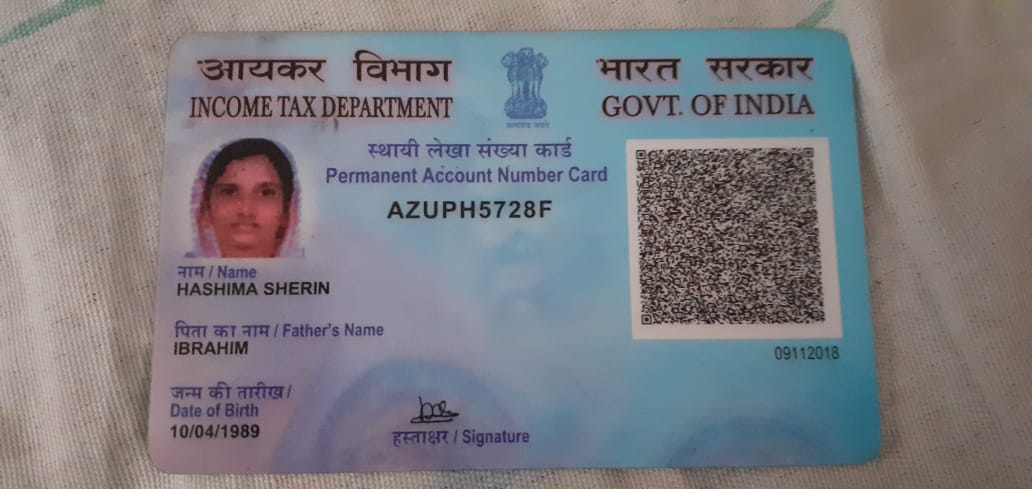 आयकर विभाग
INCOME TAX DEPARTMENT
सत्यमेव जयते
भारत सरकार
GOVT. OF INDIA
स्थायी लेखा संख्या कार्ड
Permanent Account Number Card
AZUPH5728F
नाम / Name
HASHIMA SHERIN
पिता का नाम / Father's Name
IBRAHIM
09112018
जन्म की तारीख /
Date of Birth
10/04/1989
हस्ताक्षर / Signature